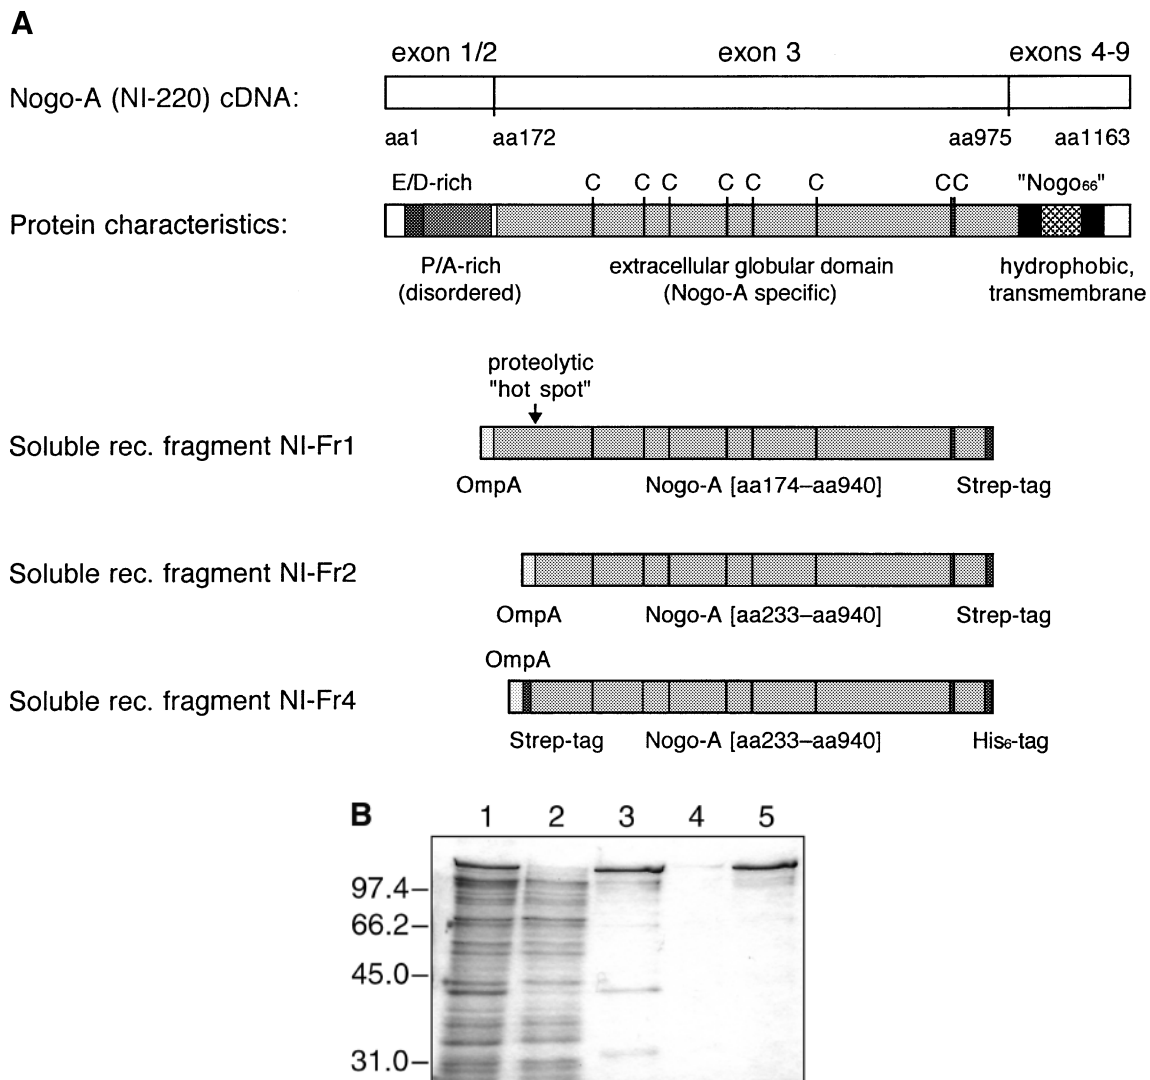 A
exon 1/2 exon 3 exons 4-9
Nogo-A (NI-220) cDNA:
aa1 aa172 aa975 aa1163
E/D-rich C C C C C C C C "Nogo₆₆"
Protein characteristics:
P/A-rich extracellular globular domain hydrophobic,
(disordered) (Nogo-A specific) transmembrane
proteolytic
"hot spot"
Soluble rec. fragment NI-Fr1
OmpA Nogo-A [aa174–aa940] Strep-tag
Soluble rec. fragment NI-Fr2
OmpA Nogo-A [aa233–aa940] Strep-tag
OmpA
Soluble rec. fragment NI-Fr4
Strep-tag Nogo-A [aa233–aa940] His₆-tag
B 1 2 3 4 5
97.4–
66.2–
45.0–
31.0–